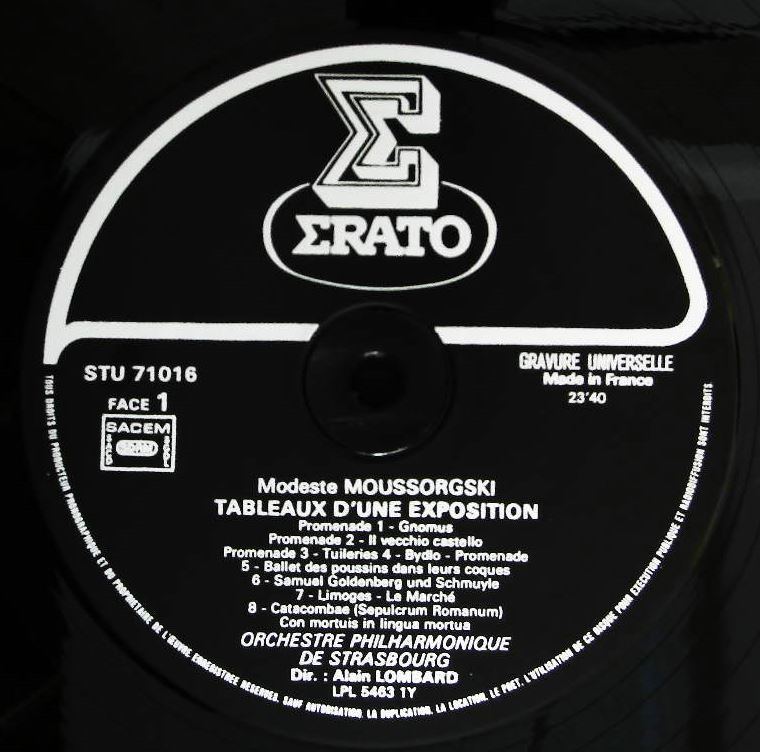 Σ
ΣRATO
STU 71016
FACE 1
SACEM
GRAVURE UNIVERSELLE
Made in France
23'40
Modeste MOUSSORGSKI
TABLEAUX D'UNE EXPOSITION
Promenade 1 - Gnomus
Promenade 2 - Il vecchio castello
Promenade 3 - Tuileries 4 - Bydlo - Promenade
5 - Ballet des poussins dans leurs coques
6 - Samuel Goldenberg und Schmuyle
7 - Limoges - Le Marché
8 - Catacombae (Sepulcrum Romanum)
Con mortuis in lingua mortua
ORCHESTRE PHILHARMONIQUE
DE STRASBOURG
Dir. : Alain LOMBARD
LPL 5463 1Y
TOUS DROITS DU PRODUCTEUR PHONOGRAPHIQUE ET DU PROPRIETAIRE DE L'ŒUVRE ENREGISTREE RESERVES. SAUF AUTORISATION, LA DUPLICATION, LA LOCATION, LE PRET, L'UTILISATION DE CE DISQUE POUR EXECUTION PUBLIQUE ET RADIODIFFUSION SONT INTERDITS